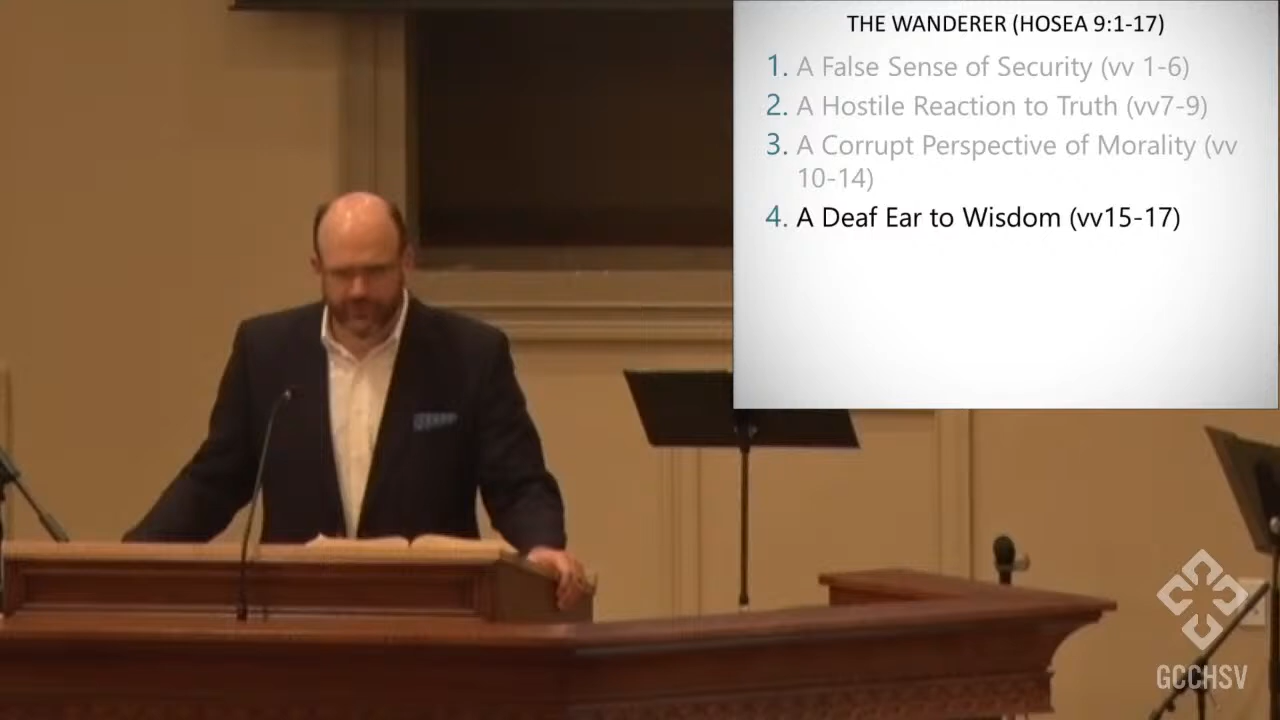 THE WANDERER (HOSEA 9:1-17)
1. A False Sense of Security (vv 1-6)
2. A Hostile Reaction to Truth (vv7-9)
3. A Corrupt Perspective of Morality (vv
10-14)
4. A Deaf Ear to Wisdom (vv15-17)
GCCHSV